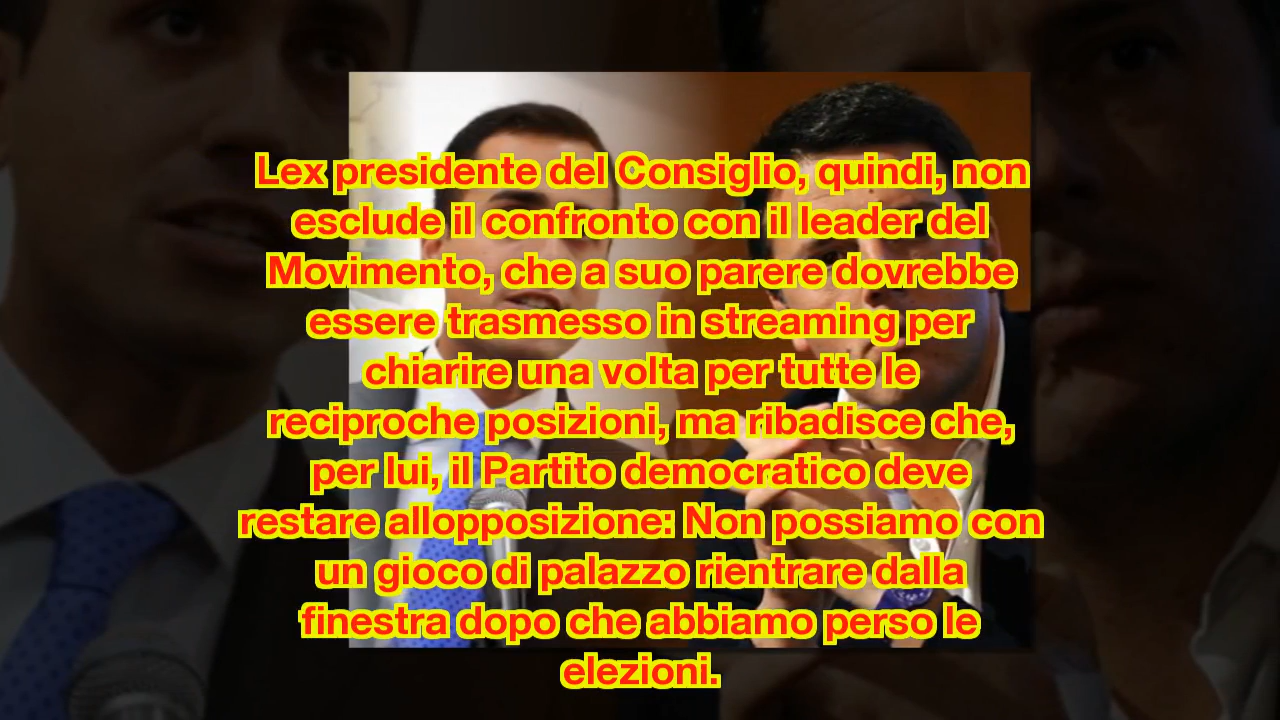 Lex presidente del Consiglio, quindi, non
esclude il confronto con il leader del
Movimento, che a suo parere dovrebbe
essere trasmesso in streaming per
chiarire una volta per tutte le
reciproche posizioni, ma ribadisce che,
per lui, il Partito democratico deve
restare allopposizione: Non possiamo con
un gioco di palazzo rientrare dalla
finestra dopo che abbiamo perso le
elezioni.